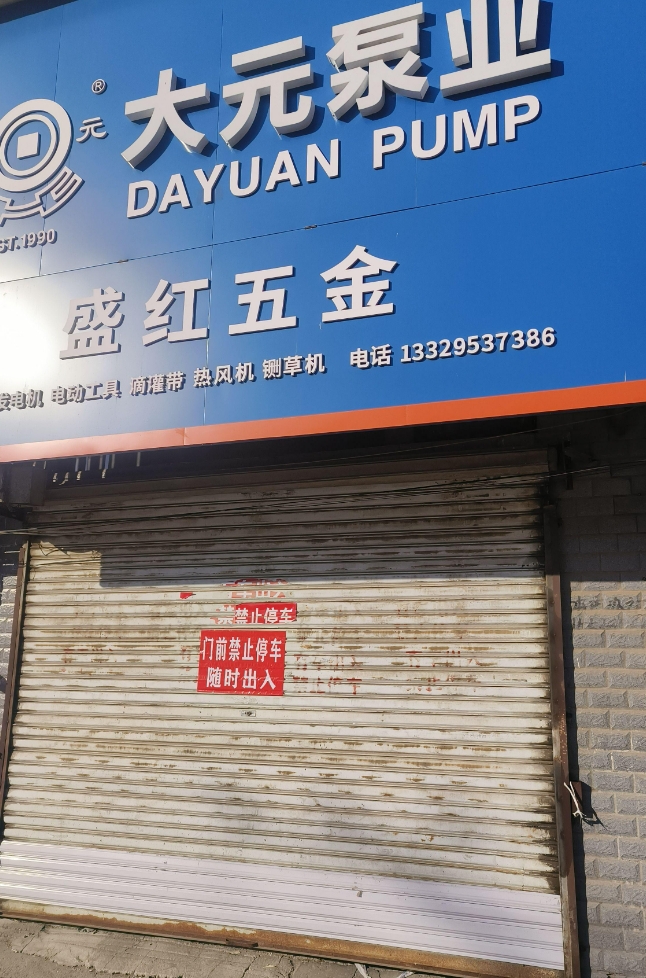 ®
元
大元泵业
DAYUAN PUMP
EST.1990
盛红五金
发电机 电动工具 滴灌带 热风机 铡草机 电话 13329537386
禁止停车
门前禁止停车
随时出入